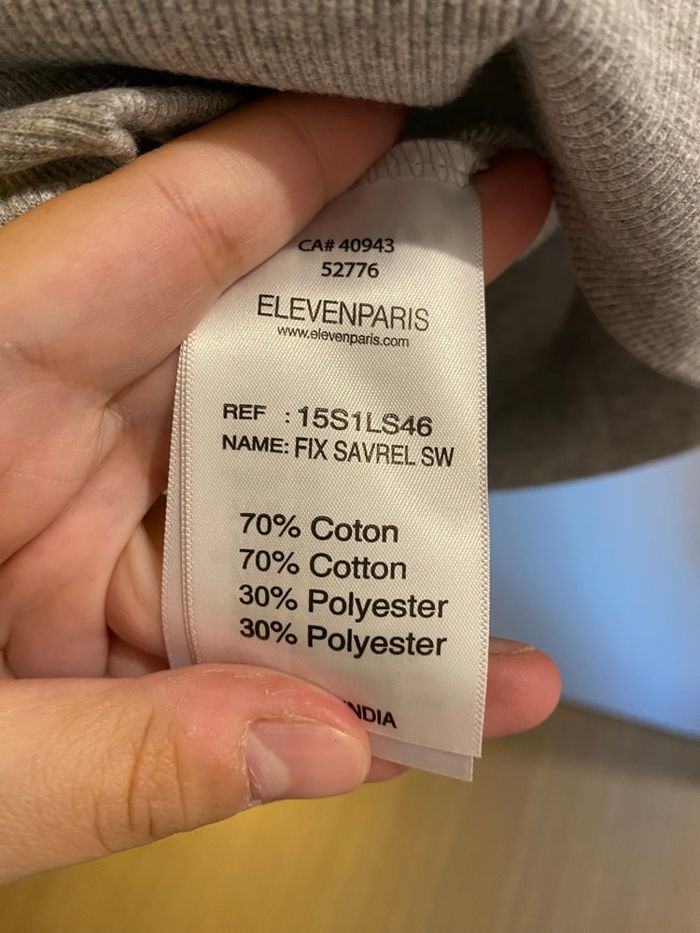 CA# 40943
52776
ELEVENPARIS
www.elevenparis.com
REF : 15S1LS46
NAME: FIX SAVREL SW
70% Coton
70% Cotton
30% Polyester
30% Polyester
INDIA